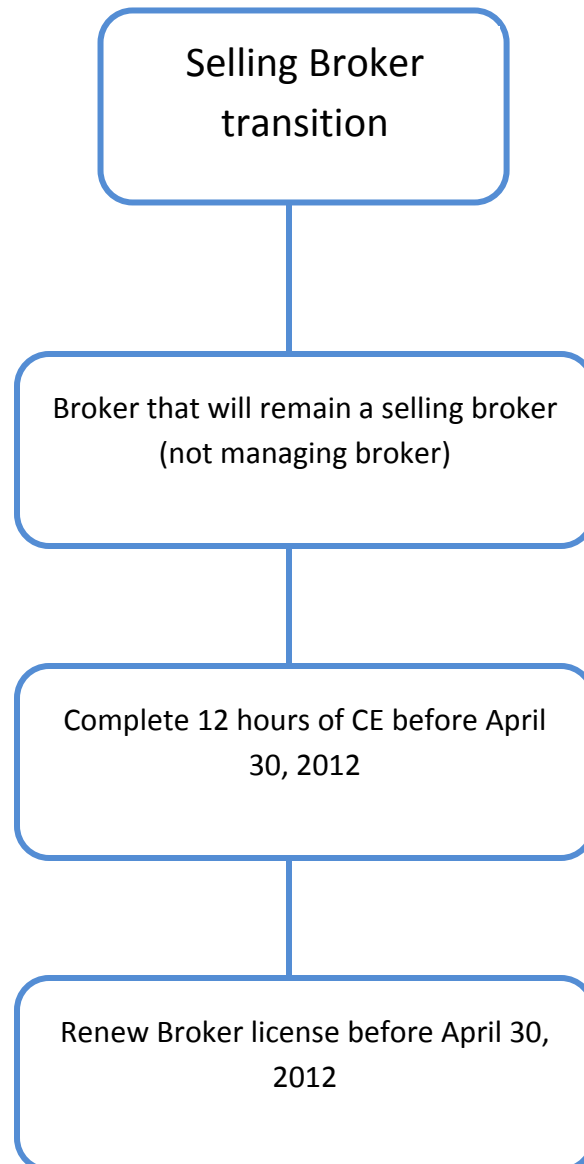 Selling Broker
transition
Broker that will remain a selling broker
(not managing broker)
Complete 12 hours of CE before April
30, 2012
Renew Broker license before April 30,
2012